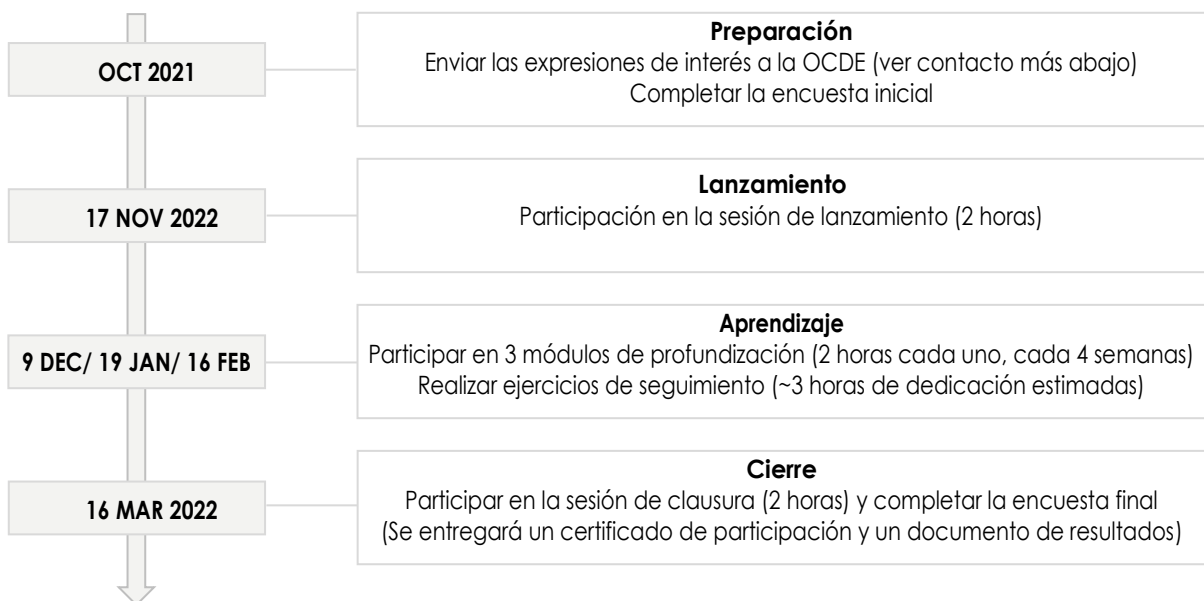 OCT 2021
Preparación
Enviar las expresiones de interés a la OCDE (ver contacto más abajo)
Completar la encuesta inicial
17 NOV 2022
Lanzamiento
Participación en la sesión de lanzamiento (2 horas)
9 DEC/ 19 JAN/ 16 FEB
Aprendizaje
Participar en 3 módulos de profundización (2 horas cada uno, cada 4 semanas)
Realizar ejercicios de seguimiento (~3 horas de dedicación estimadas)
16 MAR 2022
Cierre
Participar en la sesión de clausura (2 horas) y completar la encuesta final
(Se entregará un certificado de participación y un documento de resultados)